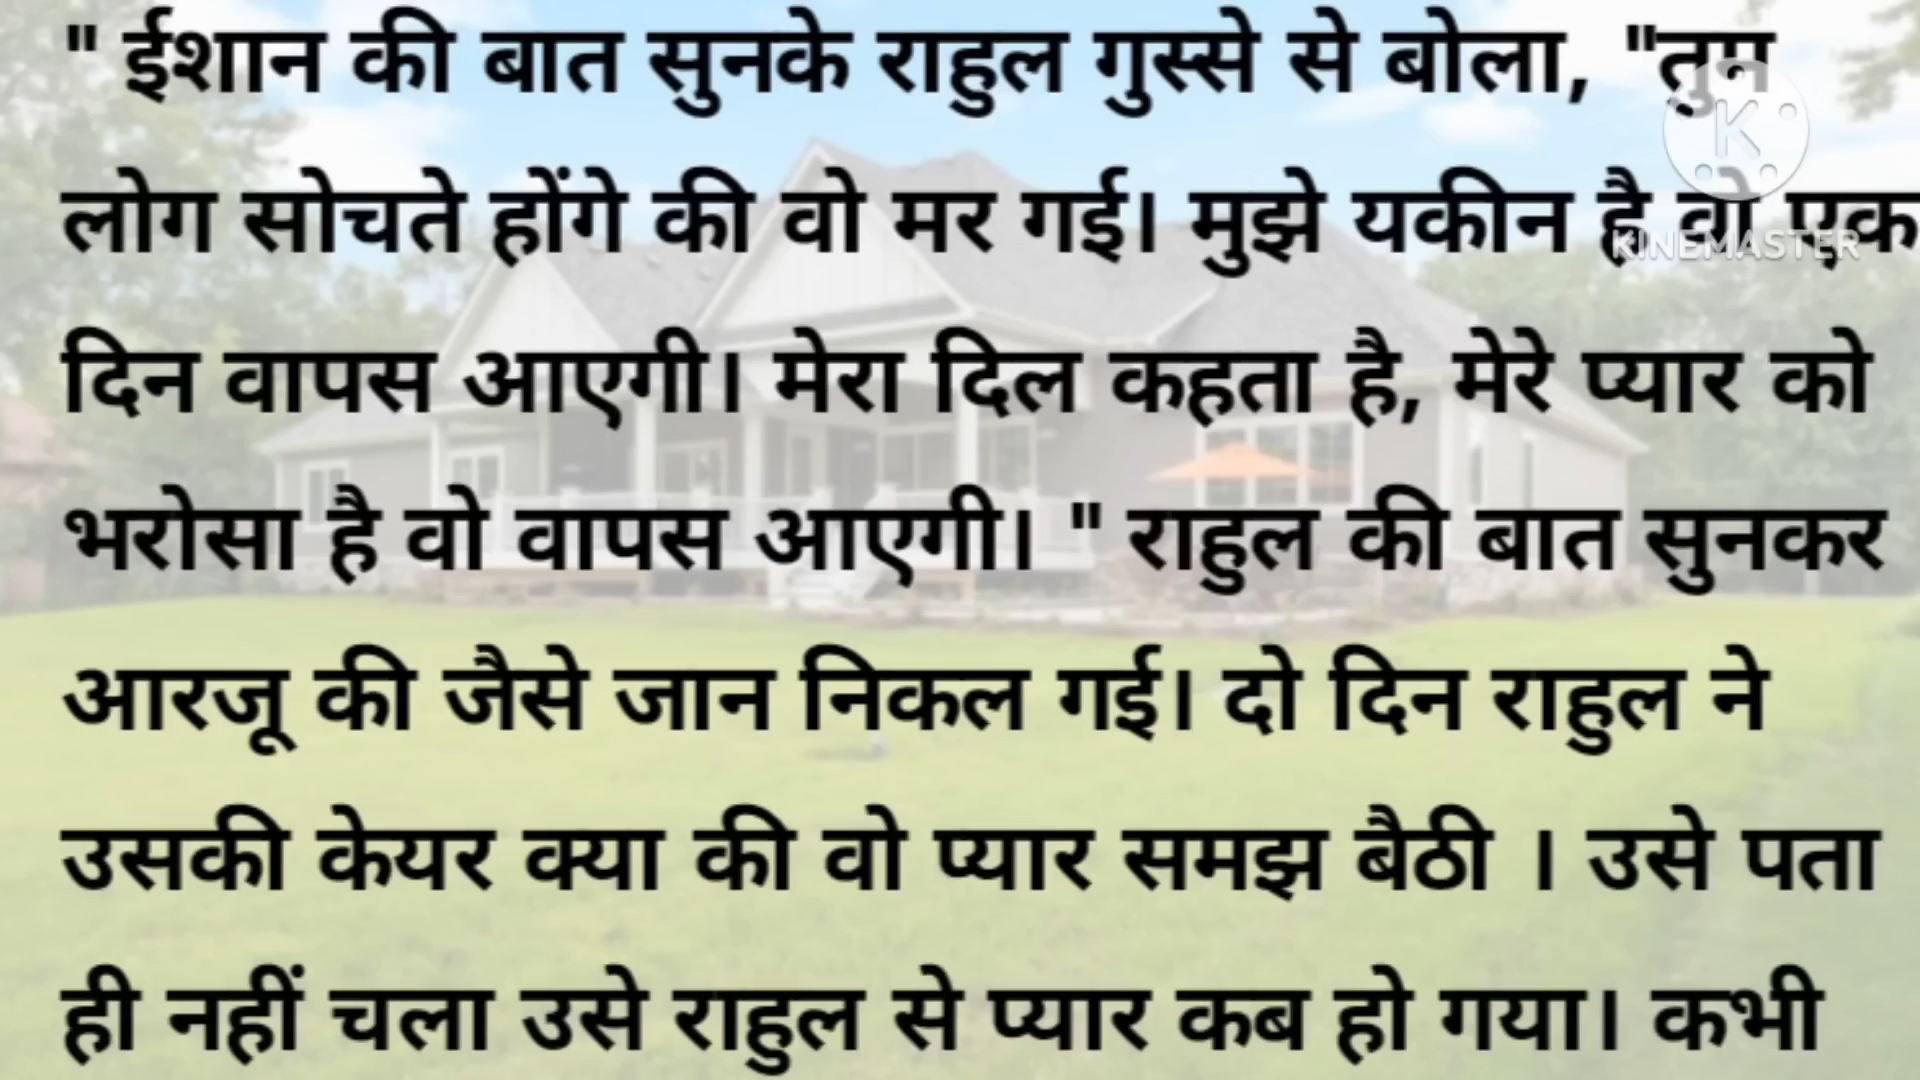 " ईशान की बात सुनके राहुल गुस्से से बोला, "तुम
लोग सोचते होंगे की वो मर गई। मुझे यकीन है वो एक
दिन वापस आएगी। मेरा दिल कहता है, मेरे प्यार को
भरोसा है वो वापस आएगी। " राहुल की बात सुनकर
आरजू की जैसे जान निकल गई। दो दिन राहुल ने
उसकी केयर क्या की वो प्यार समझ बैठी । उसे पता
ही नहीं चला उसे राहुल से प्यार कब हो गया। कभी
K
KINEMASTER